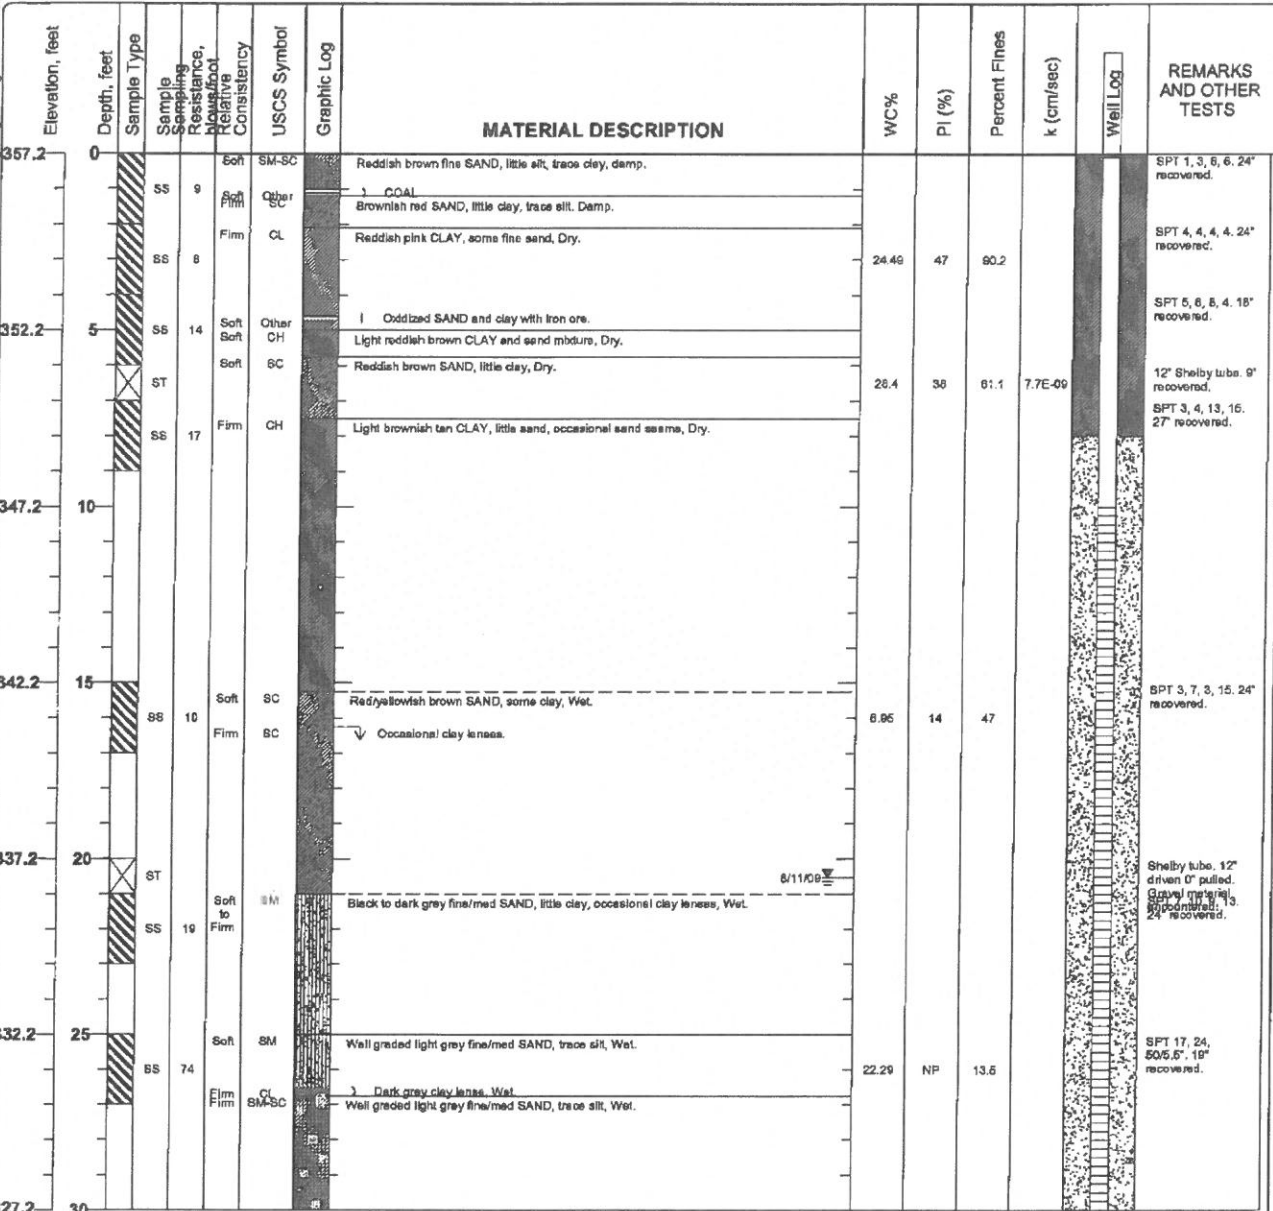 Elevation, feet
Depth, feet
Sample Type
Sample
Sampling
Resistance,
blows/foot
Relative
Consistency
USCS Symbol
Graphic Log
MATERIAL DESCRIPTION
WC%
PI (%)
Percent Fines
k (cm/sec)
Well Log
REMARKS
AND OTHER
TESTS
357.2 0 Soft SM-SC Reddish brown fine SAND, little silt, trace clay, damp.
SPT 1, 3, 6, 6. 24"
recovered.
SS 9
Soft Other COAL
Firm SC Brownish red SAND, little clay, trace silt. Damp.
Firm CL Reddish pink CLAY, some fine sand, Dry.
SPT 4, 4, 4, 4. 24"
recovered.
SS 8 24.49 47 90.2
SPT 5, 6, 8, 4. 18"
recovered.
Soft Other Oxidized SAND and clay with iron ore.
352.2 5 SS 14
Soft CH Light reddish brown CLAY and sand mixture, Dry.
Soft SC Reddish brown SAND, little clay, Dry.
12" Shelby tube. 9"
recovered.
ST 26.4 38 61.1 7.7E-09
SPT 3, 4, 13, 15.
27" recovered.
Firm CH Light brownish tan CLAY, little sand, occasional sand seams, Dry.
SS 17
347.2 10
342.2 15
Soft SC Red/yellowish brown SAND, some clay, Wet.
SPT 3, 7, 3, 15. 24"
recovered.
SS 10 6.95 14 47
Firm SC Occasional clay lenses.
337.2 20
ST
6/11/09
Shelby tube. 12"
driven 0" pulled.
Gravel material
encountered.
24" recovered.
Soft
to
Firm
SM Black to dark grey fine/med SAND, little clay, occasional clay lenses, Wet.
SS 19
332.2 25
Soft SM Well graded light grey fine/med SAND, trace silt, Wet.
SPT 17, 24,
50/5.5". 19"
recovered.
SS 74 22.29 NP 13.5
Firm CL Dark grey clay lense, Wet
Firm SM-SC Well graded light grey fine/med SAND, trace silt, Wet.
327.2 30